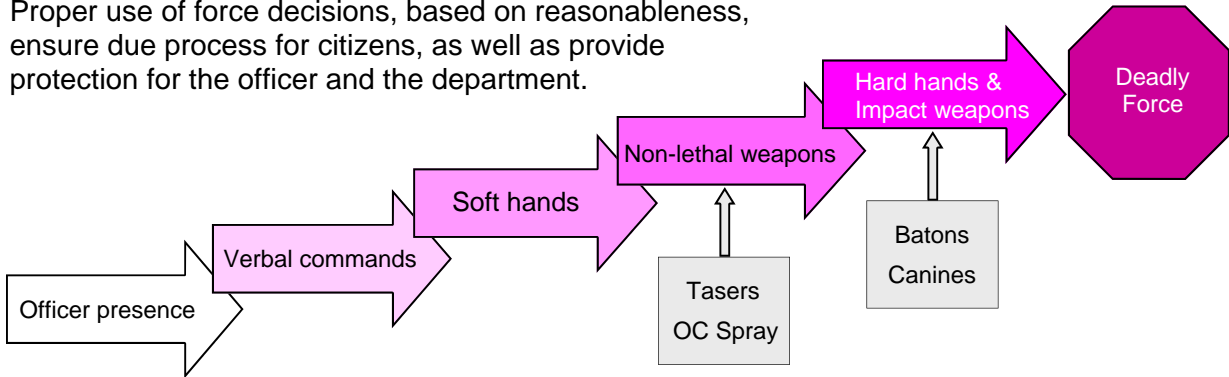 Proper use of force decisions, based on reasonableness,
ensure due process for citizens, as well as provide
protection for the officer and the department.
Officer presence
Verbal commands
Soft hands
Non-lethal weapons
Tasers
OC Spray
Hard hands &
Impact weapons
Batons
Canines
Deadly
Force